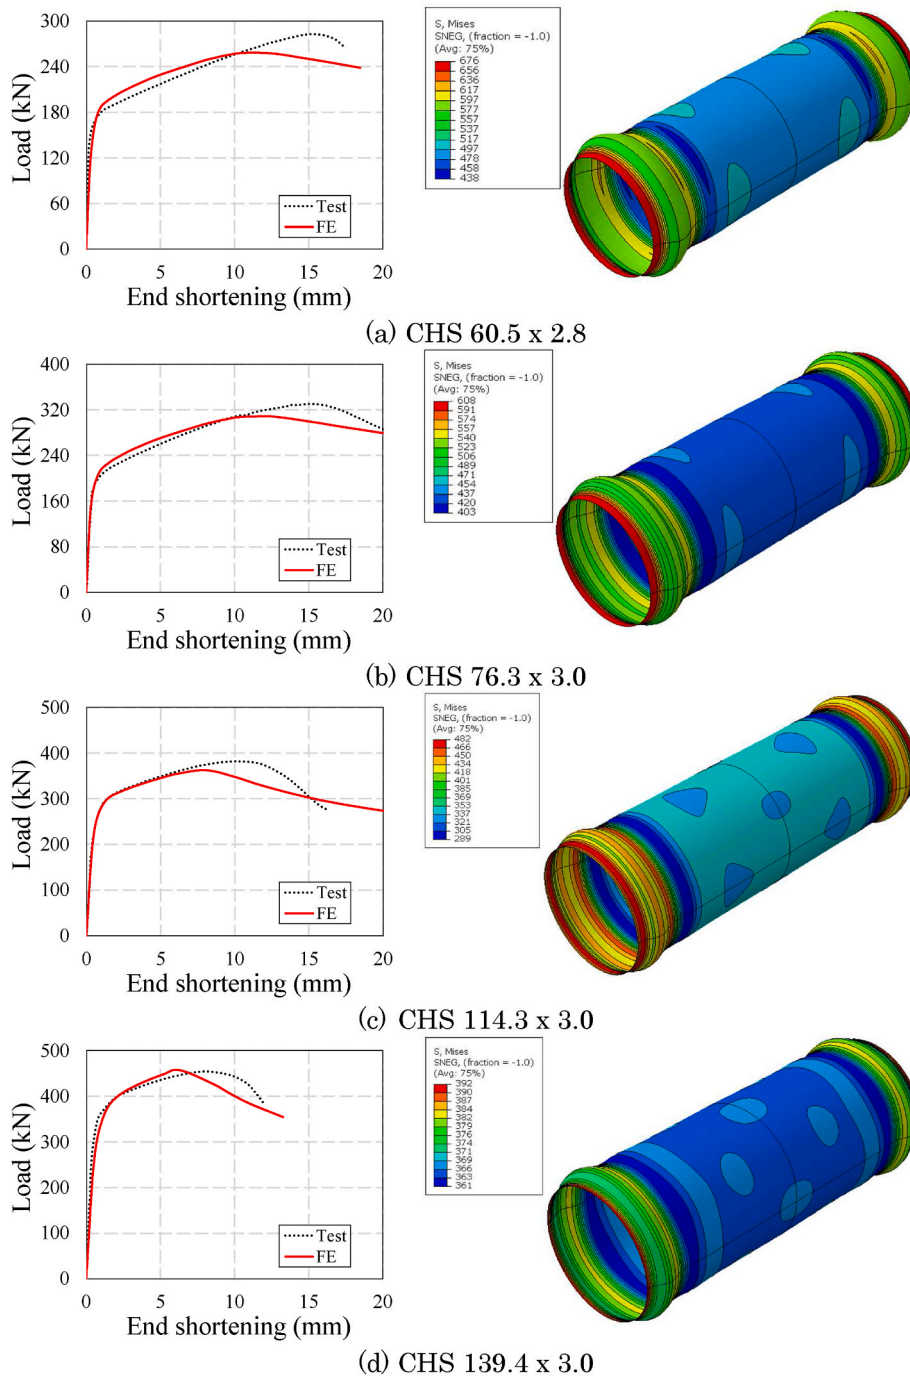 300
240
180
120
60
0
Load (kN)
Test
FE
0 5 10 15 20
End shortening (mm)
S, Mises
SNEG, (fraction = -1.0)
(Avg: 75%)
676
656
636
617
597
577
557
537
517
497
478
458
438
(a) CHS 60.5 x 2.8
400
320
240
160
80
0
Load (kN)
Test
FE
0 5 10 15 20
End shortening (mm)
S, Mises
SNEG, (fraction = -1.0)
(Avg: 75%)
608
591
574
557
540
523
506
489
471
454
437
420
403
(b) CHS 76.3 x 3.0
500
400
300
200
100
0
Load (kN)
Test
FE
0 5 10 15 20
End shortening (mm)
S, Mises
SNEG, (fraction = -1.0)
(Avg: 75%)
482
466
450
434
418
401
385
369
353
337
321
305
289
(c) CHS 114.3 x 3.0
500
400
300
200
100
0
Load (kN)
Test
FE
0 5 10 15 20
End shortening (mm)
S, Mises
SNEG, (fraction = -1.0)
(Avg: 75%)
392
390
387
384
382
379
376
374
371
369
366
363
361
(d) CHS 139.4 x 3.0